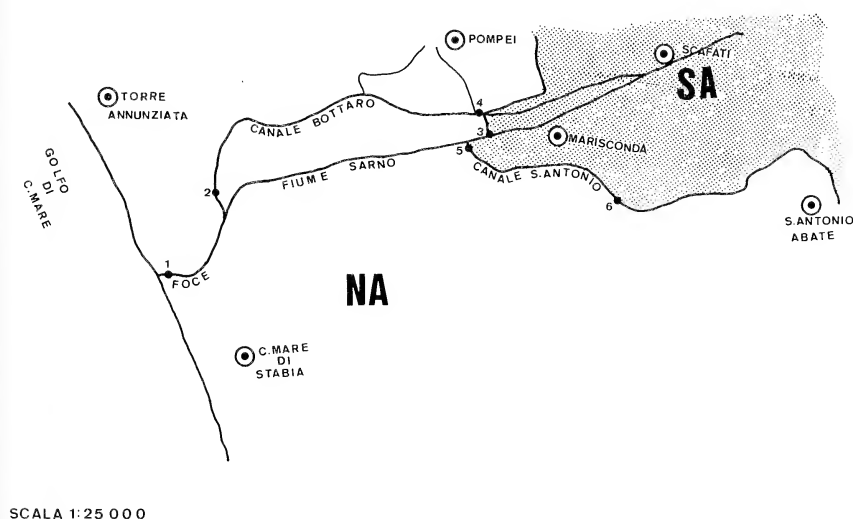 POMPEI
SCAFATI
SA
TORRE
ANNUNZIATA
CANALE BOTTARO
4
3
MARISCONDA
GOLFO
DI
C.MARE
FIUME SARNO
5
CANALE S.ANTONIO
2
6
S.ANTONIO
ABATE
1
FOCE
NA
C.MARE
DI
STABIA
SCALA 1:25 000